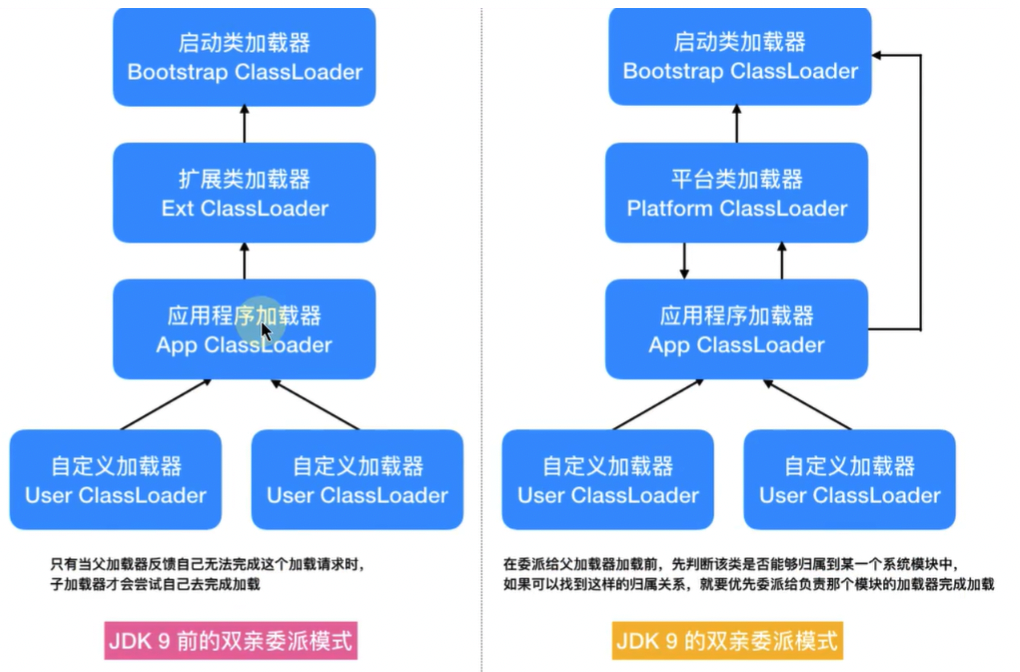 启动类加载器
Bootstrap ClassLoader
扩展类加载器
Ext ClassLoader
应用程序加载器
App ClassLoader
自定义加载器
User ClassLoader
自定义加载器
User ClassLoader
只有当父加载器反馈自己无法完成这个加载请求时，
子加载器才会尝试自己去完成加载
JDK 9 前的双亲委派模式
启动类加载器
Bootstrap ClassLoader
平台类加载器
Platform ClassLoader
应用程序加载器
App ClassLoader
自定义加载器
User ClassLoader
自定义加载器
User ClassLoader
在委派给父加载器加载前，先判断该类是否能够归属到某一个系统模块中，
如果可以找到这样的归属关系，就要优先委派给负责那个模块的加载器完成加载
JDK 9 的双亲委派模式